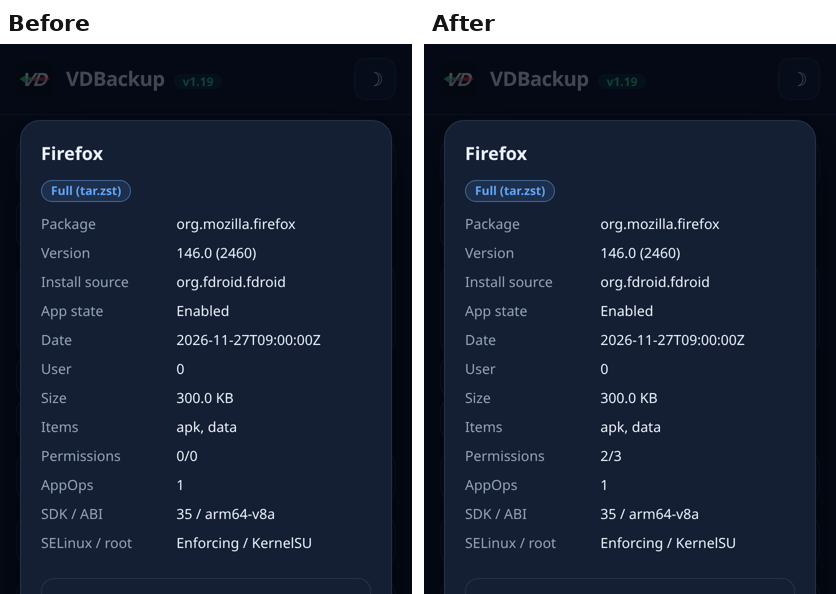 Before
VD VDBackup v1.19
Firefox
Full (tar.zst)
Package org.mozilla.firefox
Version 146.0 (2460)
Install source org.fdroid.fdroid
App state Enabled
Date 2026-11-27T09:00:00Z
User 0
Size 300.0 KB
Items apk, data
Permissions 0/0
AppOps 1
SDK / ABI 35 / arm64-v8a
SELinux / root Enforcing / KernelSU
After
VD VDBackup v1.19
Firefox
Full (tar.zst)
Package org.mozilla.firefox
Version 146.0 (2460)
Install source org.fdroid.fdroid
App state Enabled
Date 2026-11-27T09:00:00Z
User 0
Size 300.0 KB
Items apk, data
Permissions 2/3
AppOps 1
SDK / ABI 35 / arm64-v8a
SELinux / root Enforcing / KernelSU